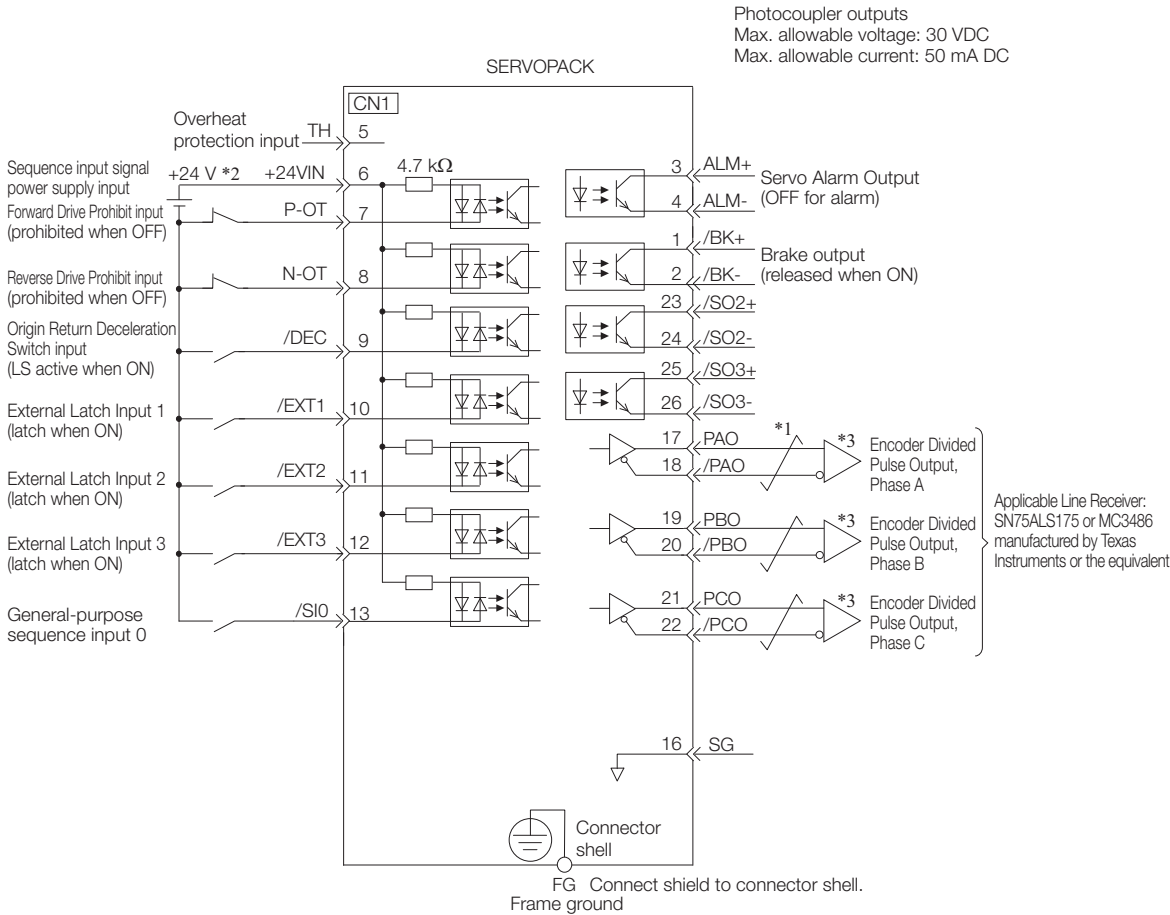 Photocoupler outputs
Max. allowable voltage: 30 VDC
Max. allowable current: 50 mA DC
SERVOPACK
CN1
Overheat
protection input
TH
5
Sequence input signal
power supply input
+24 V *2
+24VIN
6
4.7 kΩ
Forward Drive Prohibit input
(prohibited when OFF)
P-OT
7
Reverse Drive Prohibit input
(prohibited when OFF)
N-OT
8
Origin Return Deceleration
Switch input
(LS active when ON)
/DEC
9
External Latch Input 1
(latch when ON)
/EXT1
10
External Latch Input 2
(latch when ON)
/EXT2
11
External Latch Input 3
(latch when ON)
/EXT3
12
General-purpose
sequence input 0
/SI0
13
3
ALM+
4
ALM-
Servo Alarm Output
(OFF for alarm)
1
/BK+
2
/BK-
Brake output
(released when ON)
23
/SO2+
24
/SO2-
25
/SO3+
26
/SO3-
17
PAO
18
/PAO
*1
*3
Encoder Divided
Pulse Output,
Phase A
19
PBO
20
/PBO
*3
Encoder Divided
Pulse Output,
Phase B
21
PCO
22
/PCO
*3
Encoder Divided
Pulse Output,
Phase C
Applicable Line Receiver:
SN75ALS175 or MC3486
manufactured by Texas
Instruments or the equivalent
16
SG
Connector
shell
FG Connect shield to connector shell.
Frame ground